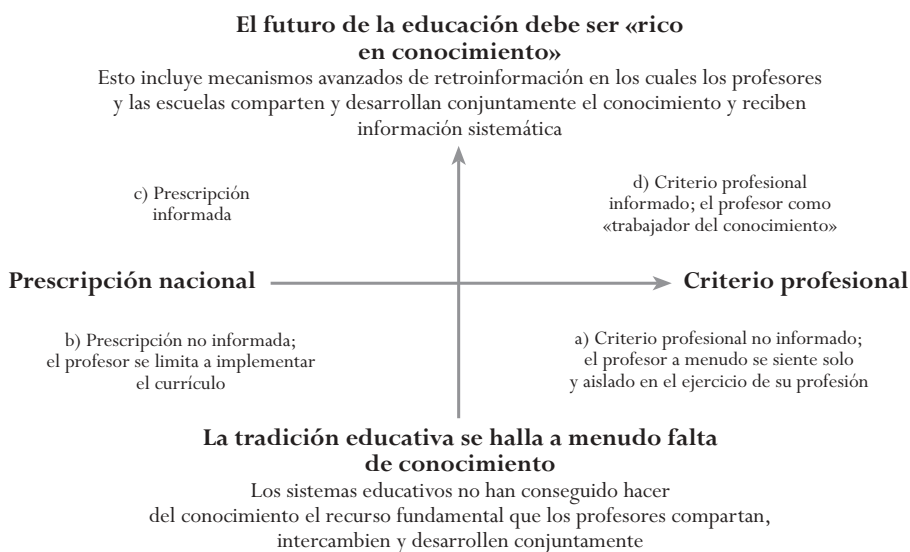 El futuro de la educación debe ser «rico
en conocimiento»
Esto incluye mecanismos avanzados de retroinformación en los cuales los profesores
y las escuelas comparten y desarrollan conjuntamente el conocimiento y reciben
información sistemática
c) Prescripción
informada
d) Criterio profesional
informado; el profesor como
«trabajador del conocimiento»
Prescripción nacional
Criterio profesional
b) Prescripción no informada;
el profesor se limita a implementar
el currículo
a) Criterio profesional no informado;
el profesor a menudo se siente solo
y aislado en el ejercicio de su profesión
La tradición educativa se halla a menudo falta
de conocimiento
Los sistemas educativos no han conseguido hacer
del conocimiento el recurso fundamental que los profesores compartan,
intercambien y desarrollen conjuntamente